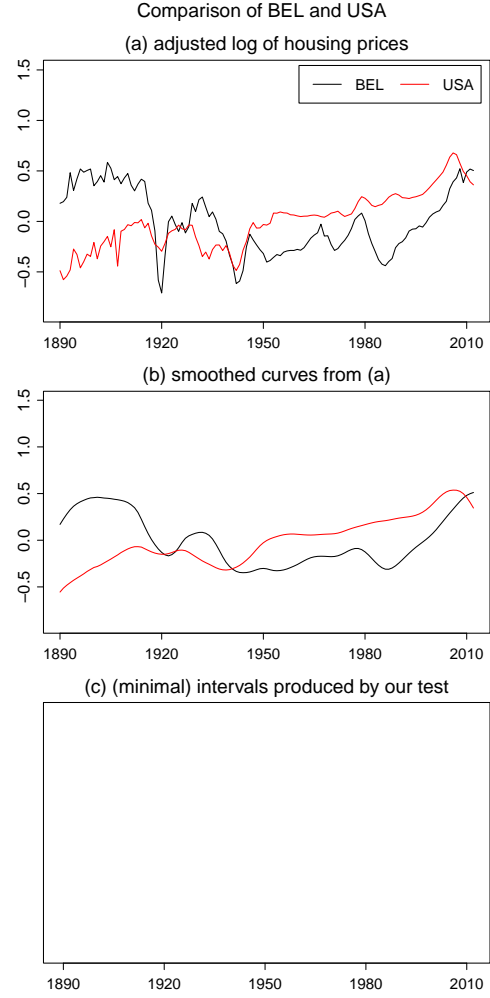 Comparison of BEL and USA
(a) adjusted log of housing prices
BEL USA
1.5
1.0
0.5
0.0
−0.5
1890 1920 1950 1980 2010
(b) smoothed curves from (a)
1.5
1.0
0.5
0.0
−0.5
1890 1920 1950 1980 2010
(c) (minimal) intervals produced by our test
1890 1920 1950 1980 2010